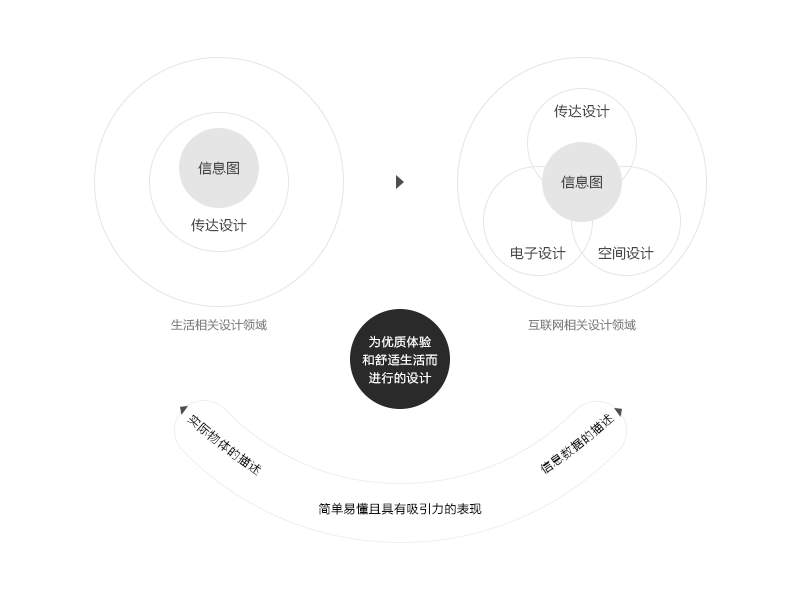 信息图
传达设计
生活相关设计领域
传达设计
信息图
电子设计
空间设计
互联网相关设计领域
为优质体验
和舒适生活而
进行的设计
实际物体的描述
简单易懂且具有吸引力的表现
信息数据的描述